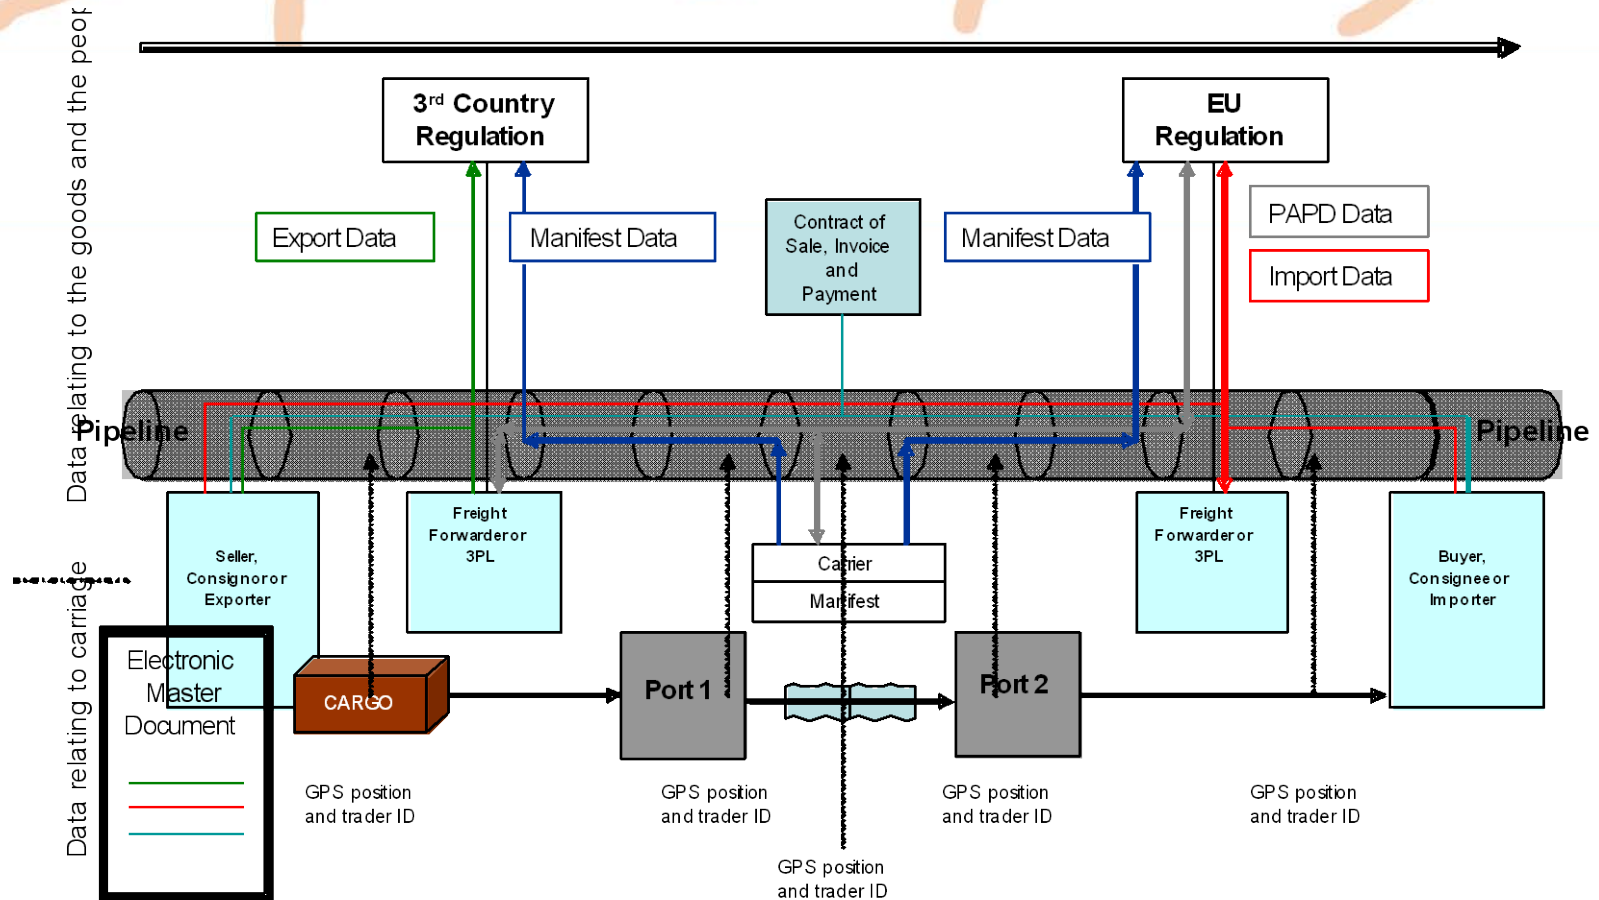 Data relating to the goods and the peop
3rd Country
Regulation
EU
Regulation
Export Data
Manifest Data
Contract of
Sale, Invoice
and
Payment
Manifest Data
PAPD Data
Import Data
Pipeline
Pipeline
Seller,
Consignor or
Exporter
Freight
Forwarder or
3PL
Carrier
Manifest
Freight
Forwarder or
3PL
Buyer,
Consignee or
Importer
Data relating to carriage
Electronic
Master
Document
CARGO
Port 1
Port 2
GPS position
and trader ID
GPS position
and trader ID
GPS position
and trader ID
GPS position
and trader ID
GPS position
and trader ID